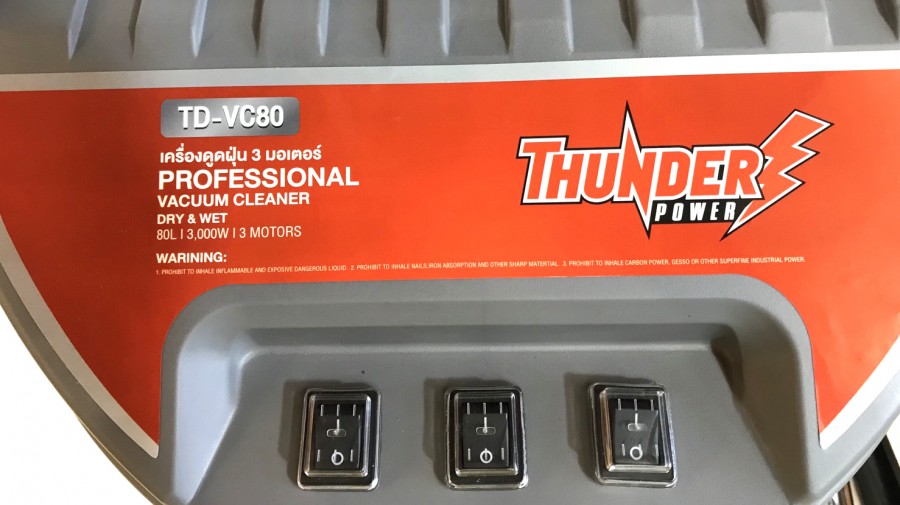 TD-VC80
เครื่องดูดฝุ่น 3 มอเตอร์
PROFESSIONAL
VACUUM CLEANER
DRY & WET
80L I 3,000W I 3 MOTORS
THUNDER
POWER
WARINING:
1. PROHIBIT TO INHALE INFLAMMABLE AND EXPOSIVE DANGEROUS LIQUID. 2. PROHIBIT TO INHALE NAILS,IRON ABSORPTION AND OTHER SHARP MATERTIAL. 3. PROHIBIT TO INHALE CARBON POWER, GESSO OR OTHER SUPERFINE INDUSTRIAL POWER.